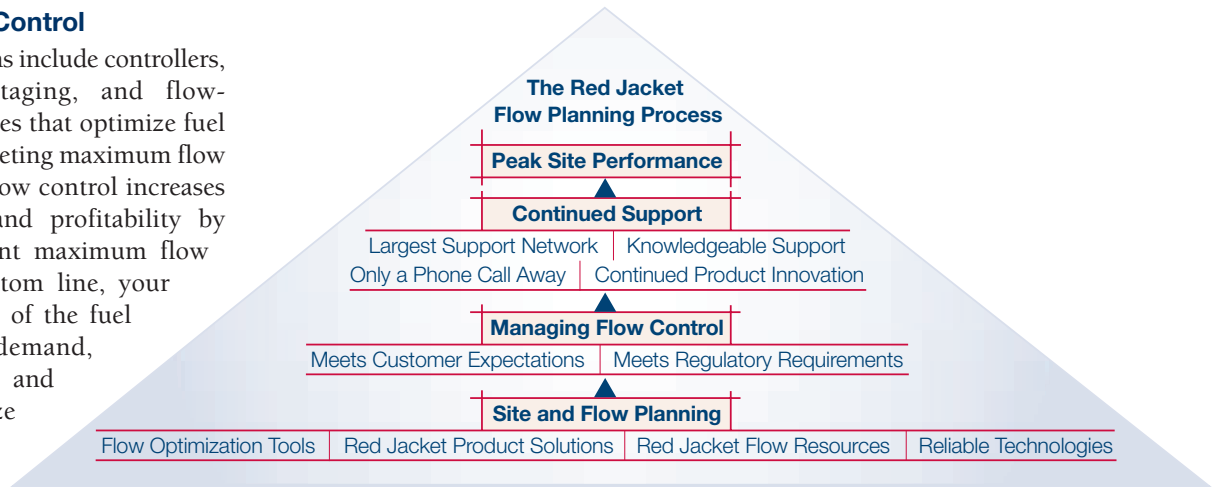 Control
include controllers,
taging, and flow-
es that optimize fuel
eting maximum flow
ow control increases
and profitability by
nt maximum flow
tom line, your
of the fuel
demand,
and
ze
The Red Jacket
Flow Planning Process
Peak Site Performance
Continued Support
Largest Support Network Knowledgeable Support
Only a Phone Call Away Continued Product Innovation
Managing Flow Control
Meets Customer Expectations Meets Regulatory Requirements
Site and Flow Planning
Flow Optimization Tools Red Jacket Product Solutions Red Jacket Flow Resources Reliable Technologies